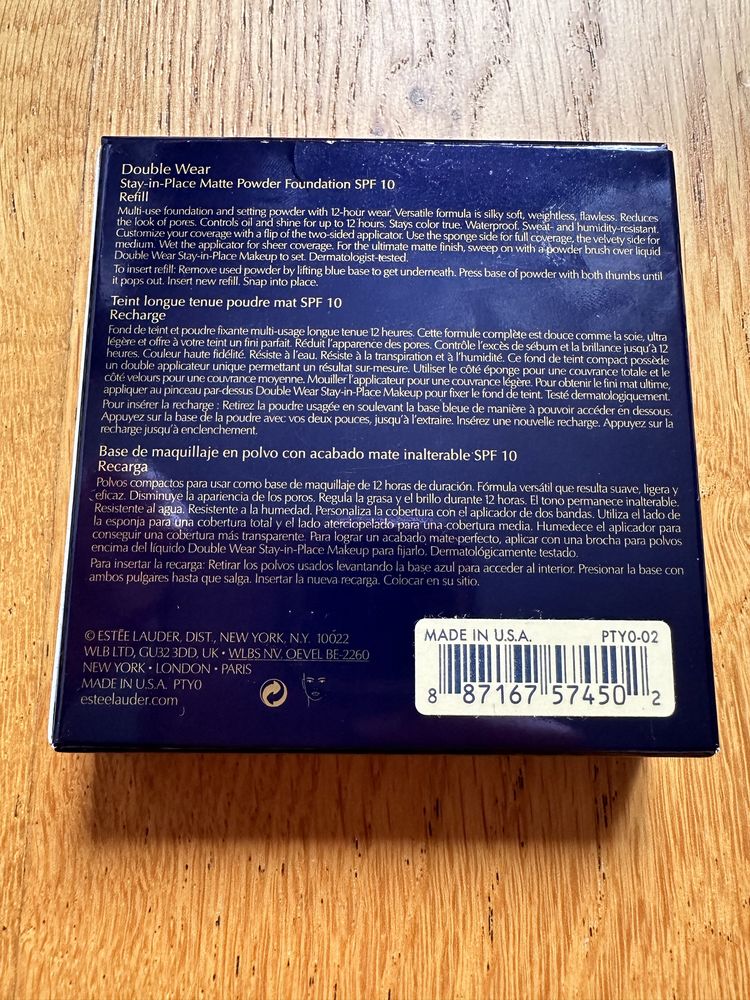 Double Wear
Stay-in-Place Matte Powder Foundation SPF 10
Refill
Multi-use foundation and setting powder with 12-hour wear. Versatile formula is silky soft, weightless, flawless. Reduces
the look of pores. Controls oil and shine for up to 12 hours. Stays color true. Waterproof. Sweat- and humidity-resistant.
Customize your coverage with a flip of the two-sided applicator. Use the sponge side for full coverage, the velvety side for
medium. Wet the applicator for sheer coverage. For the ultimate matte finish, sweep on with a powder brush over liquid
Double Wear Stay-in-Place Makeup to set. Dermatologist-tested.
To insert refill: Remove used powder by lifting blue base to get underneath. Press base of powder with both thumbs until
it pops out. Insert new refill. Snap into place.
Teint longue tenue poudre mat SPF 10
Recharge
Fond de teint et poudre fixante multi-usage longue tenue 12 heures. Cette formule complète est douce comme la soie, ultra
légère et offre à votre teint un fini parfait. Réduit l'apparence des pores. Contrôle l'excès de sébum et la brillance jusqu'à 12
heures. Couleur haute fidélité. Résiste à l'eau. Résiste à la transpiration et à l'humidité. Ce fond de teint compact possède
un double applicateur unique permettant un résultat sur-mesure. Utiliser le côté éponge pour une couvrance totale et le
côté velours pour une couvrance moyenne. Mouiller l'applicateur pour une couvrance légère. Pour obtenir le fini mat ultime,
appliquer au pinceau par-dessus Double Wear Stay-in-Place Makeup pour fixer le fond de teint. Testé dermatologiquement.
Pour insérer la recharge : Retirez la poudre usagée en soulevant la base bleue de manière à pouvoir accéder en dessous.
Appuyez sur la base de la poudre avec vos deux pouces, jusqu'à l'extraire. Insérez une nouvelle recharge. Appuyez sur la
recharge jusqu'à enclenchement.
Base de maquillaje en polvo con acabado mate inalterable SPF 10
Recarga
Polvos compactos para usar como base de maquillaje de 12 horas de duración. Fórmula versátil que resulta suave, ligera y
eficaz. Disminuye la apariencia de los poros. Regula la grasa y el brillo durante 12 horas. El tono permanece inalterable.
Resistente al agua. Resistente a la humedad. Personaliza la cobertura con el aplicador de dos bandas. Utiliza el lado de
la esponja para una cobertura total y el lado aterciopelado para una cobertura media. Humedece el aplicador para
conseguir una cobertura más transparente. Para lograr un acabado mate perfecto, aplicar con una brocha para polvos
encima del líquido Double Wear Stay-in-Place Makeup para fijarlo. Dermatológicamente testado.
Para insertar la recarga: Retirar los polvos usados levantando la base azul para acceder al interior. Presionar la base con
ambos pulgares hasta que salga. Insertar la nueva recarga. Colocar en su sitio.
© ESTĒE LAUDER, DIST., NEW YORK, N.Y. 10022
WLB LTD, GU32 3DD, UK • WLBS NV, OEVEL BE-2260
NEW YORK • LONDON • PARIS
MADE IN U.S.A. PTY0
esteelauder.com
MADE IN U.S.A. PTY0-02
8 87167 57450 2